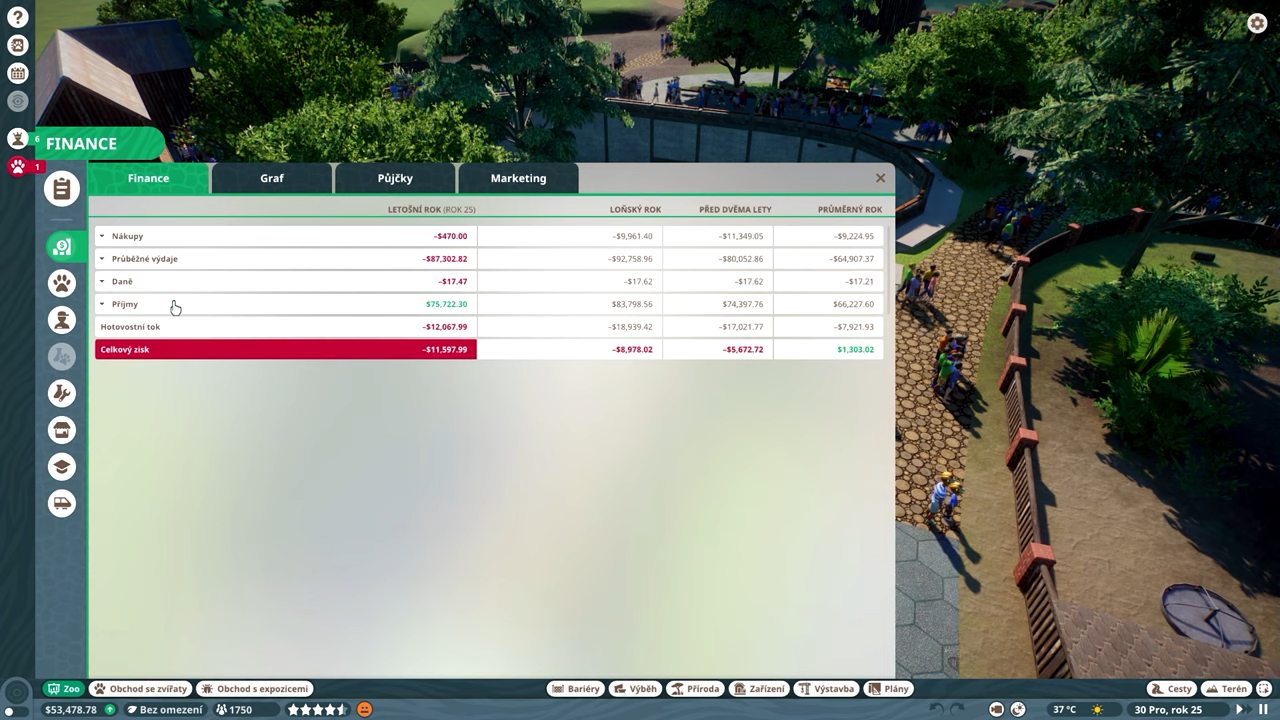 ?
6
FINANCE
1
Finance Graf Půjčky Marketing
LETOŠNÍ ROK (ROK 25) LOŇSKÝ ROK PŘED DVĚMA LETY PRŮMĚRNÝ ROK
Nákupy -$470.00 -$9,961.40 -$11,349.05 -$9,224.95
Průběžné výdaje -$87,302.82 -$92,758.96 -$80,052.86 -$64,907.37
Daně -$17.47 -$17.62 -$17.62 -$17.21
Příjmy $75,722.30 $83,798.56 $74,397.76 $66,227.60
Hotovostní tok -$12,067.99 -$18,939.42 -$17,021.77 -$7,921.93
Celkový zisk -$11,597.99 -$8,978.02 -$5,672.72 $1,303.02
Zoo Obchod se zvířaty Obchod s expozicemi Bariéry Výběh Příroda Zařízení Výstavba Plány Cesty Terén
$53,478.78 Bez omezení 1750 37 °C 30 Pro, rok 25